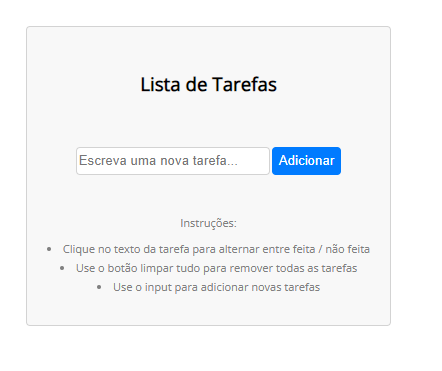 Lista de Tarefas
Escreva uma nova tarefa... Adicionar
Instruções:
• Clique no texto da tarefa para alternar entre feita / não feita
• Use o botão limpar tudo para remover todas as tarefas
• Use o input para adicionar novas tarefas